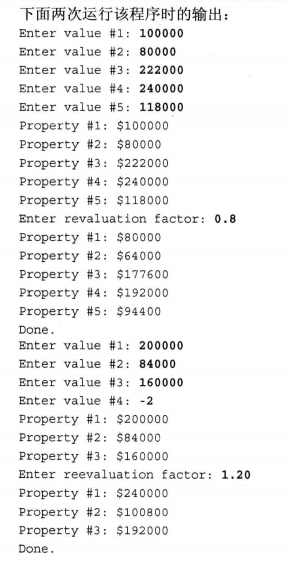 下面两次运行该程序时的输出：
Enter value #1: 100000
Enter value #2: 80000
Enter value #3: 222000
Enter value #4: 240000
Enter value #5: 118000
Property #1: $100000
Property #2: $80000
Property #3: $222000
Property #4: $240000
Property #5: $118000
Enter revaluation factor: 0.8
Property #1: $80000
Property #2: $64000
Property #3: $177600
Property #4: $192000
Property #5: $94400
Done.
Enter value #1: 200000
Enter value #2: 84000
Enter value #3: 160000
Enter value #4: -2
Property #1: $200000
Property #2: $84000
Property #3: $160000
Enter reevaluation factor: 1.20
Property #1: $240000
Property #2: $100800
Property #3: $192000
Done.